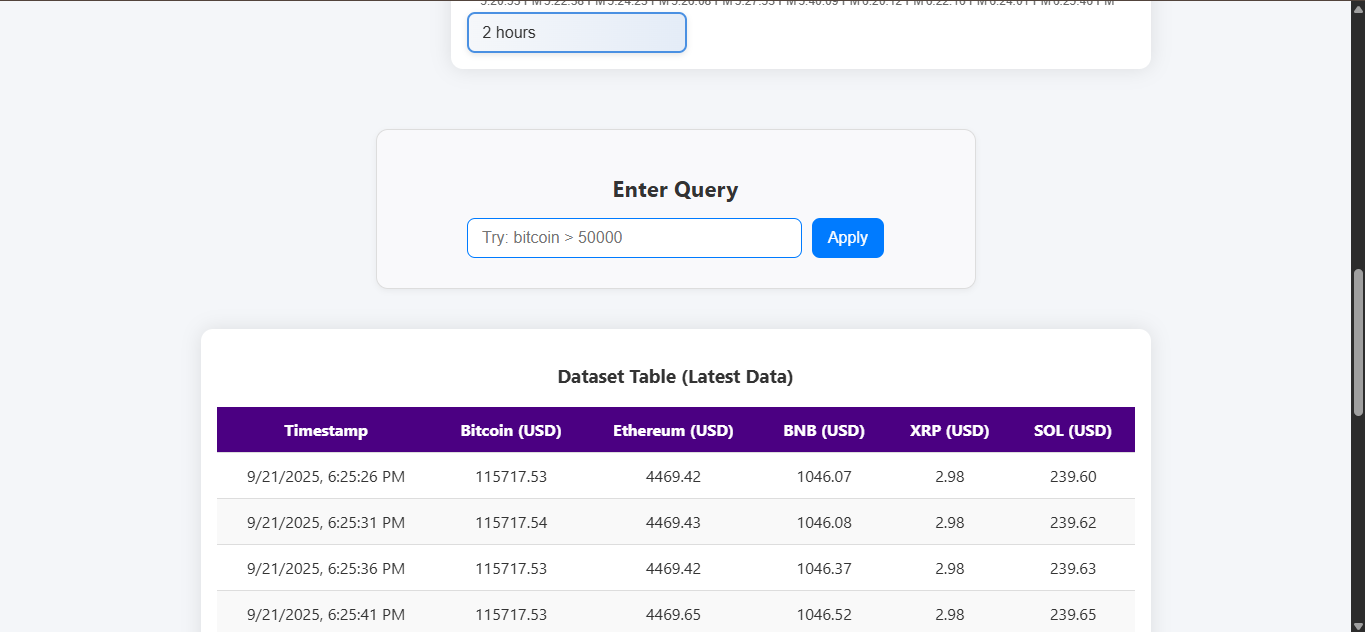 2 hours
Enter Query
Try: bitcoin > 50000
Apply
Dataset Table (Latest Data)
Timestamp Bitcoin (USD) Ethereum (USD) BNB (USD) XRP (USD) SOL (USD)
9/21/2025, 6:25:26 PM 115717.53 4469.42 1046.07 2.98 239.60
9/21/2025, 6:25:31 PM 115717.54 4469.43 1046.08 2.98 239.62
9/21/2025, 6:25:36 PM 115717.53 4469.42 1046.37 2.98 239.63
9/21/2025, 6:25:41 PM 115717.53 4469.65 1046.52 2.98 239.65